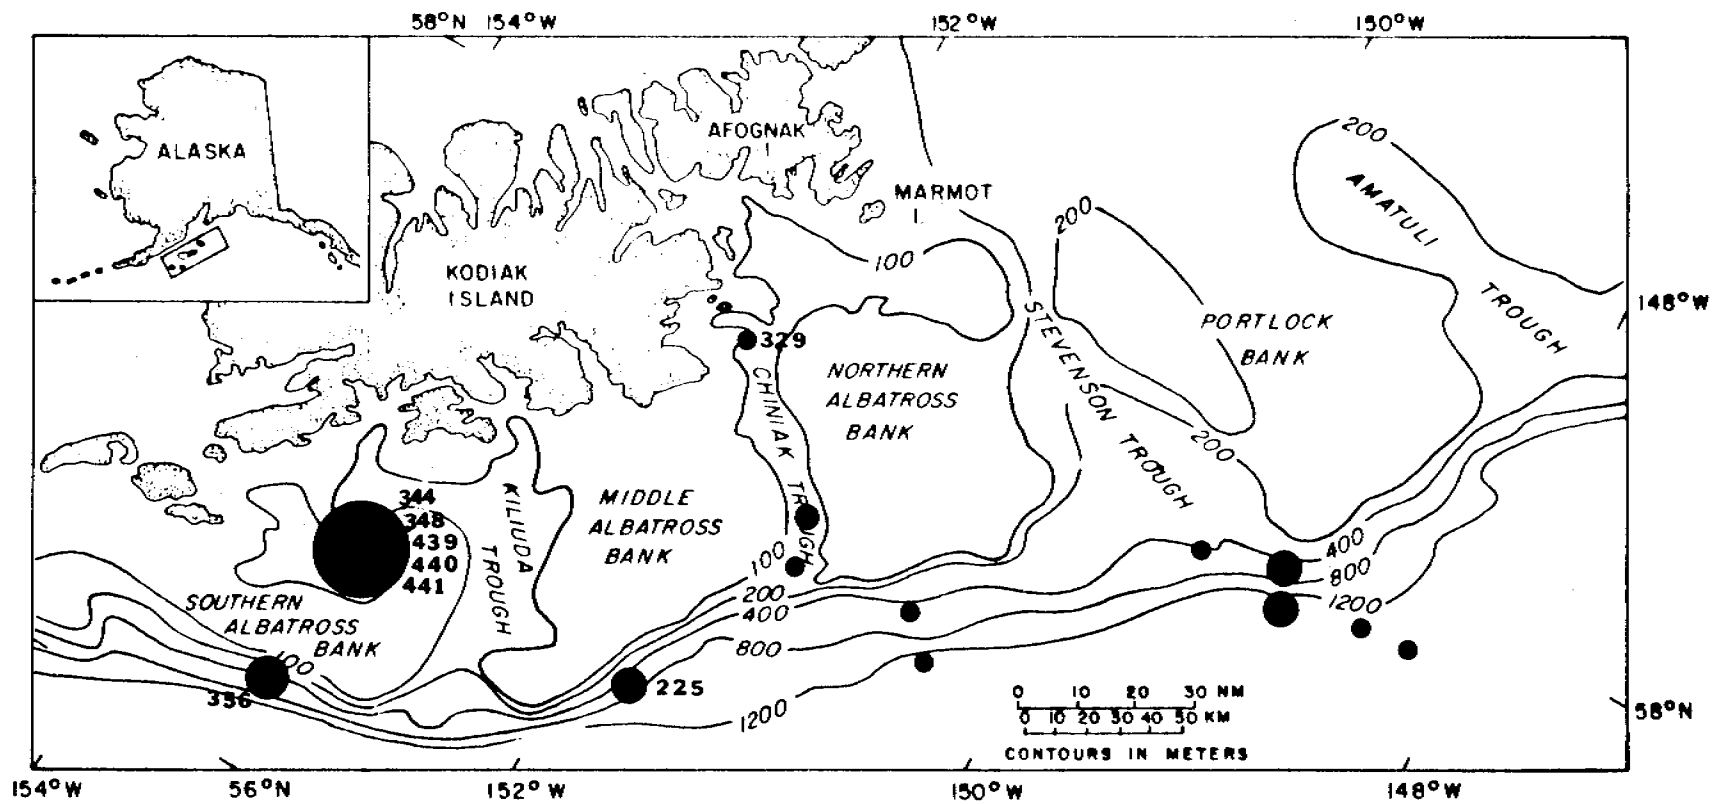 58°N 154°W 152°W 150°W
ALASKA
AFOGNAK
I.
MARMOT
I.
200
AMATULI
TROUGH
200
100
KODIAK
ISLAND
148°W
STEVENSON TROUGH
PORTLOCK
BANK
329
CHINIAK TROUGH
NORTHERN
ALBATROSS
BANK
200
344
348
439
440
441
KILIUDA
TROUGH
MIDDLE
ALBATROSS
BANK
100
200
400
800
1200
400
800
1200
SOUTHERN
ALBATROSS
BANK
100
356
225
0 10 20 30 NM
0 10 20 30 40 50 KM
CONTOURS IN METERS
58°N
154°W 56°N 152°W 150°W 148°W